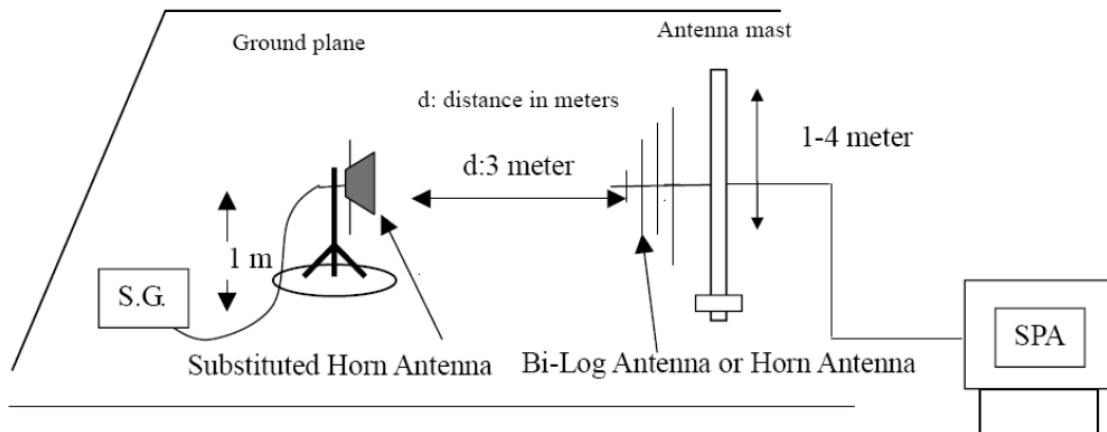 Ground plane
Antenna mast
d: distance in meters
1-4 meter
d:3 meter
1 m
S.G.
SPA
Substituted Horn Antenna
Bi-Log Antenna or Horn Antenna